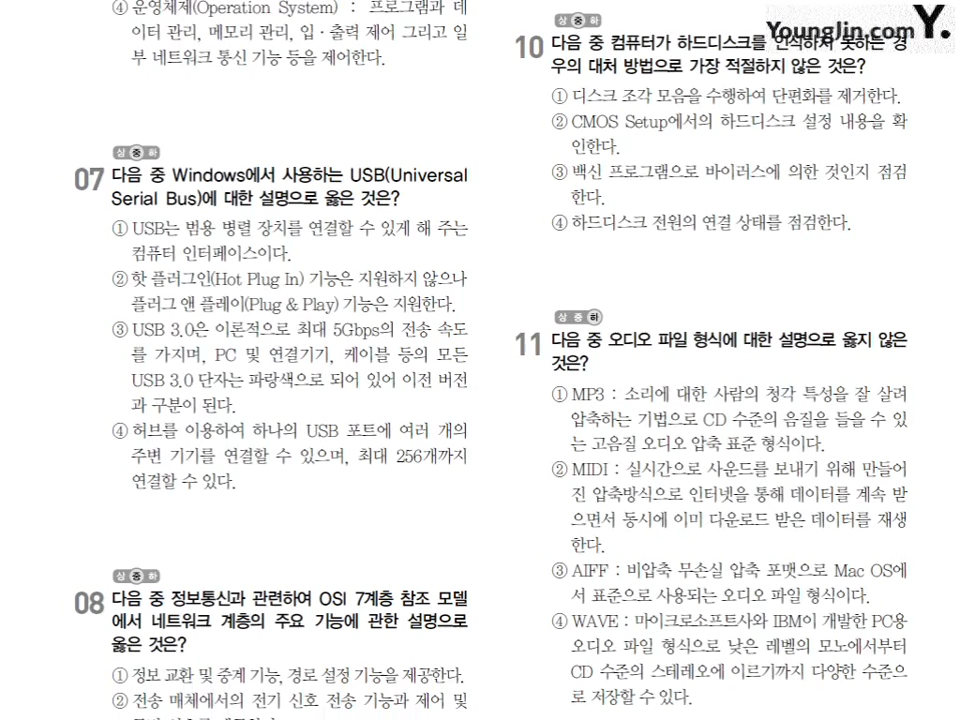 ④ 운영체제(Operation System) : 프로그램과 데
이터 관리, 메모리 관리, 입·출력 제어 그리고 일
부 네트워크 통신 기능 등을 제어한다.
상 중 하
07 다음 중 Windows에서 사용하는 USB(Universal
Serial Bus)에 대한 설명으로 옳은 것은?
① USB는 범용 병렬 장치를 연결할 수 있게 해 주는
컴퓨터 인터페이스이다.
② 핫 플러그인(Hot Plug In) 기능은 지원하지 않으나
플러그 앤 플레이(Plug & Play) 기능은 지원한다.
③ USB 3.0은 이론적으로 최대 5Gbps의 전송 속도
를 가지며, PC 및 연결기기, 케이블 등의 모든
USB 3.0 단자는 파랑색으로 되어 있어 이전 버전
과 구분이 된다.
④ 허브를 이용하여 하나의 USB 포트에 여러 개의
주변 기기를 연결할 수 있으며, 최대 256개까지
연결할 수 있다.
상 중 하
08 다음 중 정보통신과 관련하여 OSI 7계층 참조 모델
에서 네트워크 계층의 주요 기능에 관한 설명으로
옳은 것은?
① 정보 교환 및 중계 기능, 경로 설정 기능을 제공한다.
② 전송 매체에서의 전기 신호 전송 기능과 제어 및
YoungJin.com Y.
상 중 하
10 다음 중 컴퓨터가 하드디스크를 인식하지 못하는 경
우의 대처 방법으로 가장 적절하지 않은 것은?
① 디스크 조각 모음을 수행하여 단편화를 제거한다.
② CMOS Setup에서의 하드디스크 설정 내용을 확
인한다.
③ 백신 프로그램으로 바이러스에 의한 것인지 점검
한다.
④ 하드디스크 전원의 연결 상태를 점검한다.
상 중 하
11 다음 중 오디오 파일 형식에 대한 설명으로 옳지 않은
것은?
① MP3 : 소리에 대한 사람의 청각 특성을 잘 살려
압축하는 기법으로 CD 수준의 음질을 들을 수 있
는 고음질 오디오 압축 표준 형식이다.
② MIDI : 실시간으로 사운드를 보내기 위해 만들어
진 압축방식으로 인터넷을 통해 데이터를 계속 받
으면서 동시에 이미 다운로드 받은 데이터를 재생
한다.
③ AIFF : 비압축 무손실 압축 포맷으로 Mac OS에
서 표준으로 사용되는 오디오 파일 형식이다.
④ WAVE : 마이크로소프트사와 IBM이 개발한 PC용
오디오 파일 형식으로 낮은 레벨의 모노에서부터
CD 수준의 스테레오에 이르기까지 다양한 수준으
로 저장할 수 있다.